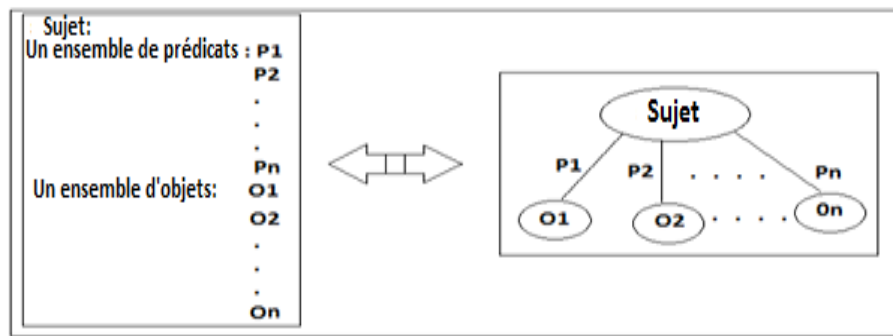 Sujet:
Un ensemble de prédicats : P1
P2
.
.
.
Pn
Un ensemble d'objets: O1
O2
.
.
.
On
Sujet
P1 P2 . . . . Pn
O1 O2 . . . . 0n